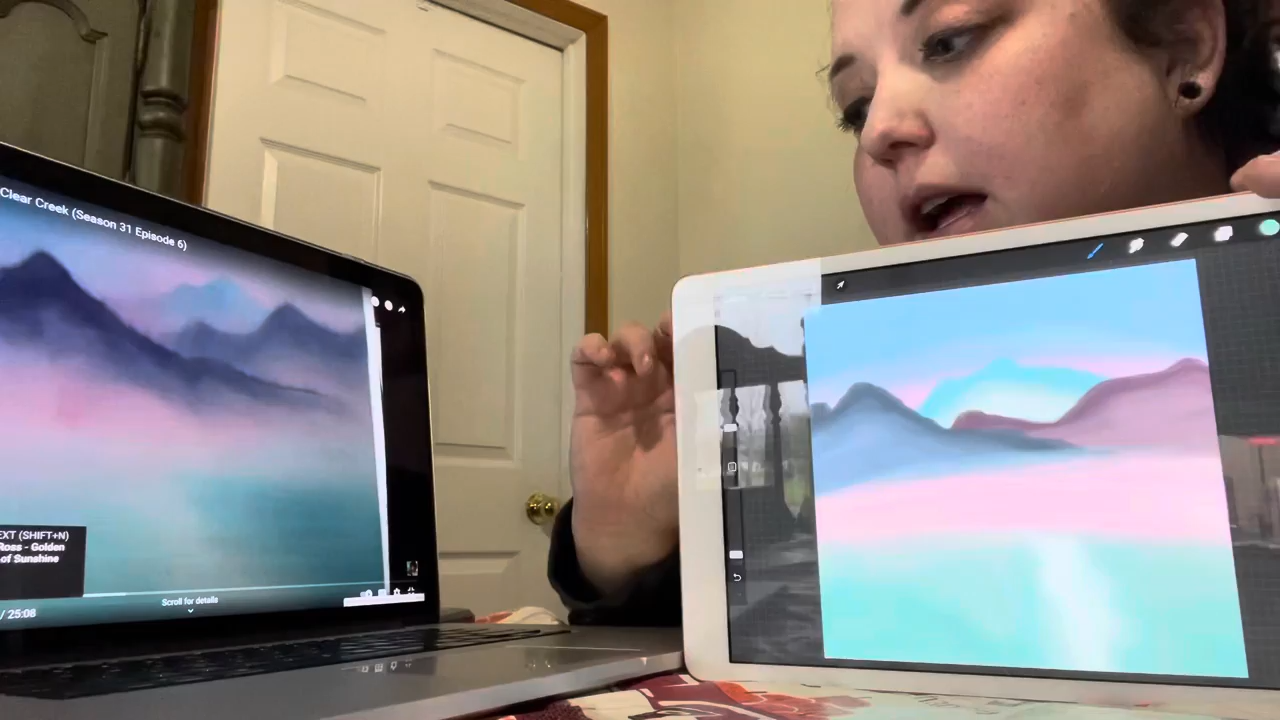 Clear Creek (Season 31 Episode 6)
EXT (SHIFT+N)
Ross - Golden
of Sunshine
/ 25:08
Scroll for details